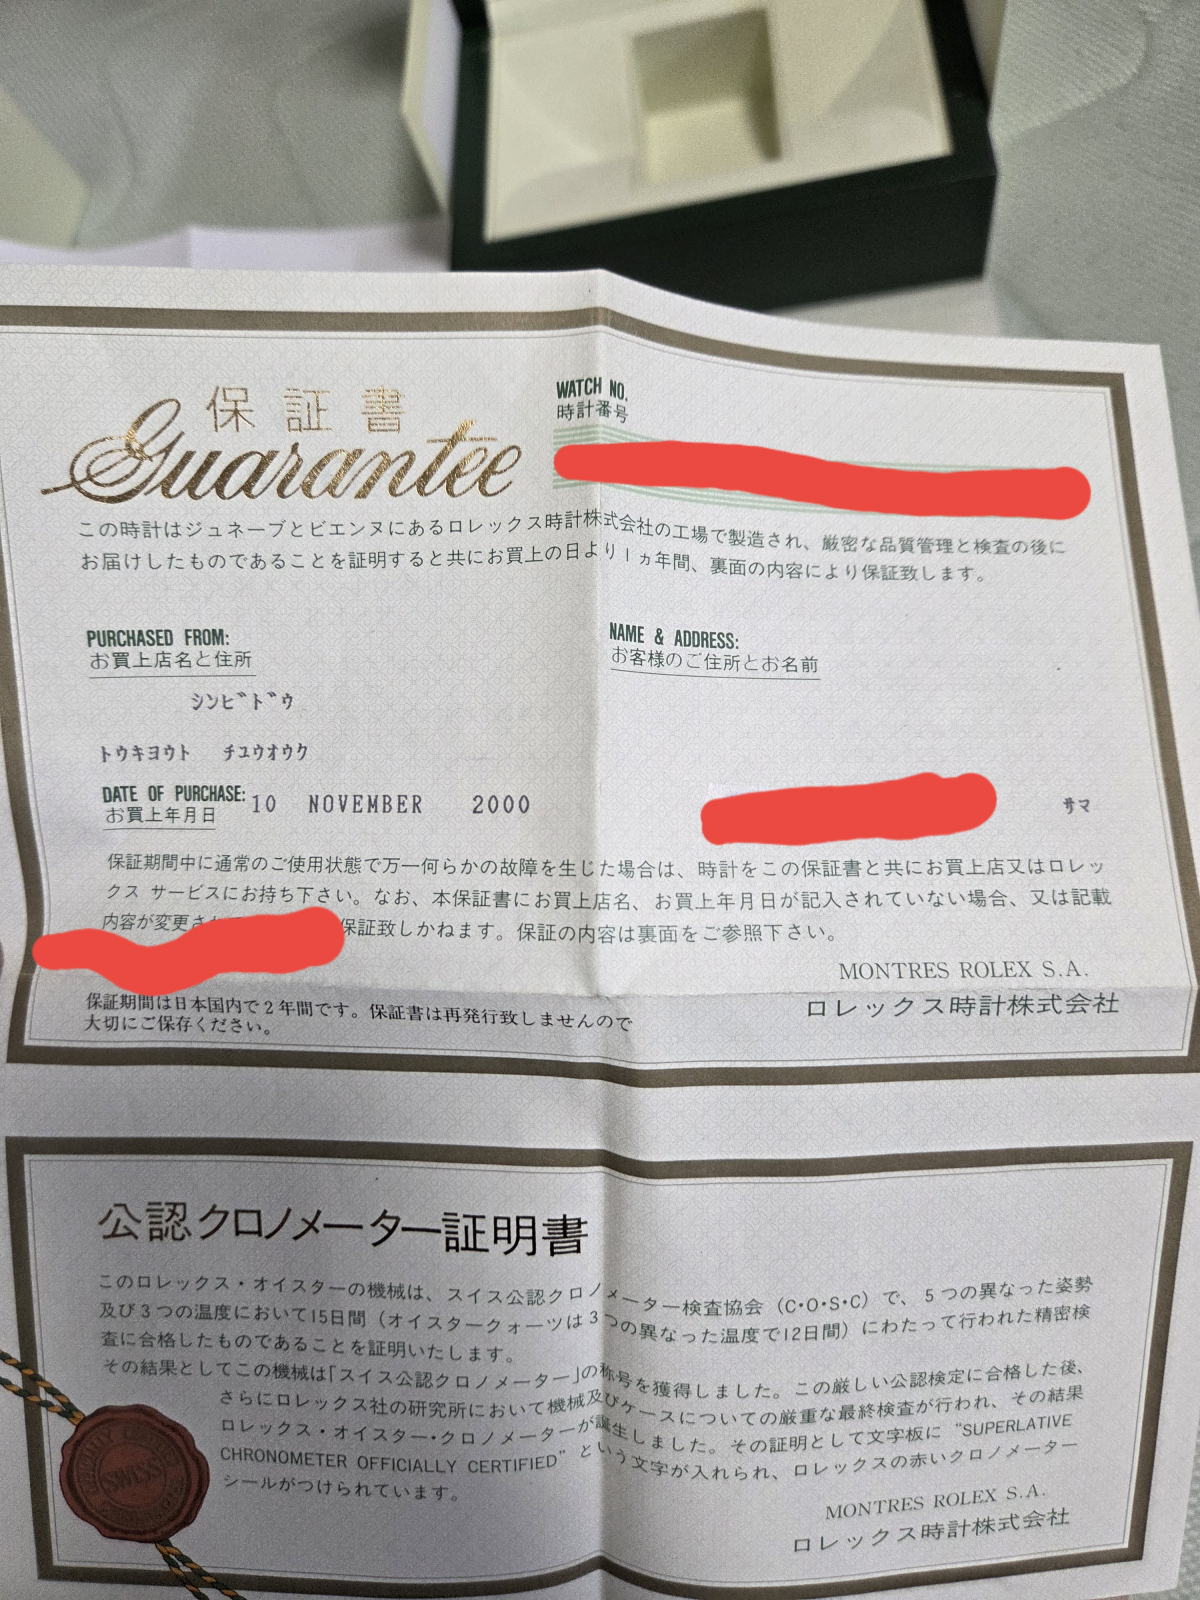 保証書
Guarantee
WATCH NO.
時計番号
この時計はジュネーブとビエンヌにあるロレックス時計株式会社の工場で製造され、厳密な品質管理と検査の後に
お届けしたものであることを証明すると共にお買上の日より1ヵ年間、裏面の内容により保証致します。
PURCHASED FROM:
お買上店名と住所
シンビドウ
トウキヨウト チユウオウク
DATE OF PURCHASE: 10 NOVEMBER 2000
お買上年月日
NAME & ADDRESS:
お客様のご住所とお名前
サマ
保証期間中に通常のご使用状態で万一何らかの故障を生じた場合は、時計をこの保証書と共にお買上店又はロレッ
クス サービスにお持ち下さい。なお、本保証書にお買上店名、お買上年月日が記入されていない場合、又は記載
内容が変更さ 保証致しかねます。保証の内容は裏面をご参照下さい。
MONTRES ROLEX S.A.
ロレックス時計株式会社
保証期間は日本国内で2年間です。保証書は再発行致しませんので
大切にご保存ください。
公認クロノメーター証明書
このロレックス・オイスターの機械は、スイス公認クロノメーター検査協会（C・O・S・C）で、5つの異なった姿勢
及び3つの温度において15日間（オイスタークォーツは3つの異なった温度で12日間）にわたって行われた精密検
査に合格したものであることを証明いたします。
その結果としてこの機械は「スイス公認クロノメーター」の称号を獲得しました。この厳しい公認検定に合格した後、
さらにロレックス社の研究所において機械及びケースについての厳重な最終検査が行われ、その結果
ロレックス・オイスター・クロノメーターが誕生しました。その証明として文字板に “SUPERLATIVE
CHRONOMETER OFFICIALLY CERTIFIED” という文字が入れられ、ロレックスの赤いクロノメーター
シールがつけられています。
MONTRES ROLEX S.A.
ロレックス時計株式会社
SWISS